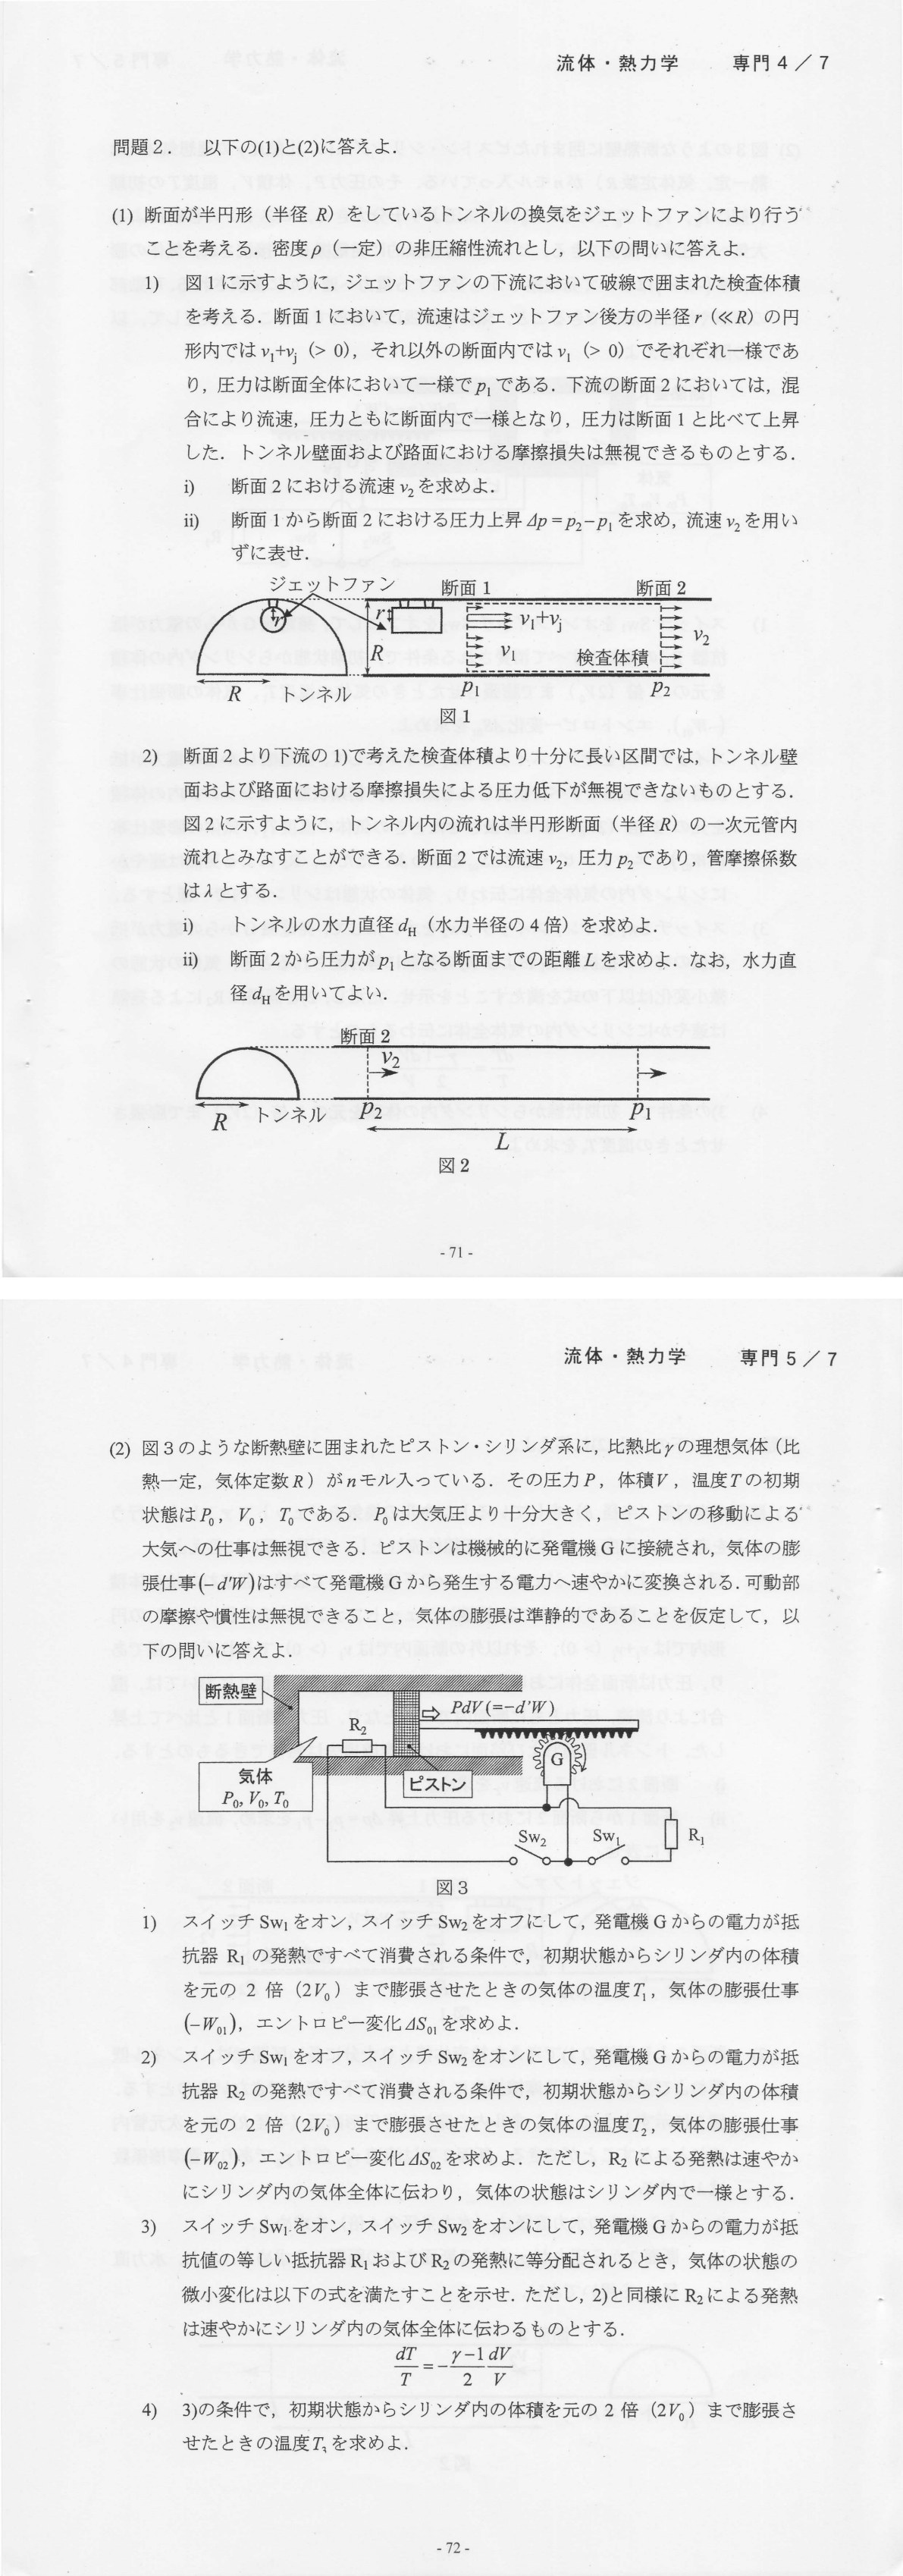 流体・熱力学 専門4／7
問題２． 以下の(1)と(2)に答えよ．
(1) 断面が半円形（半径 R）をしているトンネルの換気をジェットファンにより行う
ことを考える．密度ρ（一定）の非圧縮性流れとし，以下の問いに答えよ．
1) 図１に示すように，ジェットファンの下流において破線で囲まれた検査体積
を考える．断面１において，流速はジェットファン後方の半径 r（≪R）の円
形内では v₁+vⱼ（> 0），それ以外の断面内では v₁（> 0）でそれぞれ一様であ
り，圧力は断面全体において一様で p₁ である．下流の断面２においては，混
合により流速，圧力ともに断面内で一様となり，圧力は断面１と比べて上昇
した．トンネル壁面および路面における摩擦損失は無視できるものとする．
i) 断面２における流速 v₂ を求めよ．
ii) 断面１から断面２における圧力上昇 Δp = p₂−p₁ を求め，流速 v₂ を用い
ずに表せ．
ジェットファン 断面１ 断面２
r r R v₁+vⱼ v₁ v₂
検査体積
R トンネル p₁ p₂
図１
2) 断面２より下流の 1)で考えた検査体積より十分に長い区間では，トンネル壁
面および路面における摩擦損失による圧力低下が無視できないものとする．
図２に示すように，トンネル内の流れは半円形断面（半径 R）の一次元管内
流れとみなすことができる．断面２では流速 v₂，圧力 p₂ であり，管摩擦係数
は λ とする．
i) トンネルの水力直径 d_H（水力半径の４倍）を求めよ．
ii) 断面２から圧力が p₁ となる断面までの距離 L を求めよ．なお，水力直
径 d_H を用いてよい．
断面２
v₂
R トンネル p₂ p₁
L
図２
- 71 -
流体・熱力学 専門5／7
(2) 図３のような断熱壁に囲まれたピストン・シリンダ系に，比熱比γの理想気体（比
熱一定，気体定数 R）が n モル入っている．その圧力 P，体積 V，温度 T の初期
状態は P₀，V₀，T₀ である．P₀ は大気圧より十分大きく，ピストンの移動による
大気への仕事は無視できる．ピストンは機械的に発電機 G に接続され，気体の膨
張仕事(−d'W)はすべて発電機 G から発生する電力へ速やかに変換される．可動部
の摩擦や慣性は無視できること，気体の膨張は準静的であることを仮定して，以
下の問いに答えよ．
断熱壁
PdV(=−d'W)
R₂
G
気体
P₀, V₀, T₀
ピストン
Sw₂ Sw₁ R₁
図３
1) スイッチ Sw₁ をオン，スイッチ Sw₂ をオフにして，発電機 G からの電力が抵
抗器 R₁ の発熱ですべて消費される条件で，初期状態からシリンダ内の体積
を元の ２ 倍（2V₀）まで膨張させたときの気体の温度 T₁，気体の膨張仕事
(−W₀₁)，エントロピー変化 ΔS₀₁ を求めよ．
2) スイッチ Sw₁ をオフ，スイッチ Sw₂ をオンにして，発電機 G からの電力が抵
抗器 R₂ の発熱ですべて消費される条件で，初期状態からシリンダ内の体積
を元の ２ 倍（2V₀）まで膨張させたときの気体の温度 T₂，気体の膨張仕事
(−W₀₂)，エントロピー変化 ΔS₀₂ を求めよ．ただし，R₂ による発熱は速やか
にシリンダ内の気体全体に伝わり，気体の状態はシリンダ内で一様とする．
3) スイッチ Sw₁ をオン，スイッチ Sw₂ をオンにして，発電機 G からの電力が抵
抗値の等しい抵抗器 R₁ および R₂ の発熱に等分配されるとき，気体の状態の
微小変化は以下の式を満たすことを示せ．ただし，2)と同様に R₂ による発熱
は速やかにシリンダ内の気体全体に伝わるものとする．
dT/T = −(γ−1)/2 dV/V
4) 3)の条件で，初期状態からシリンダ内の体積を元の ２ 倍（2V₀）まで膨張さ
せたときの温度 T₃ を求めよ．
- 72 -